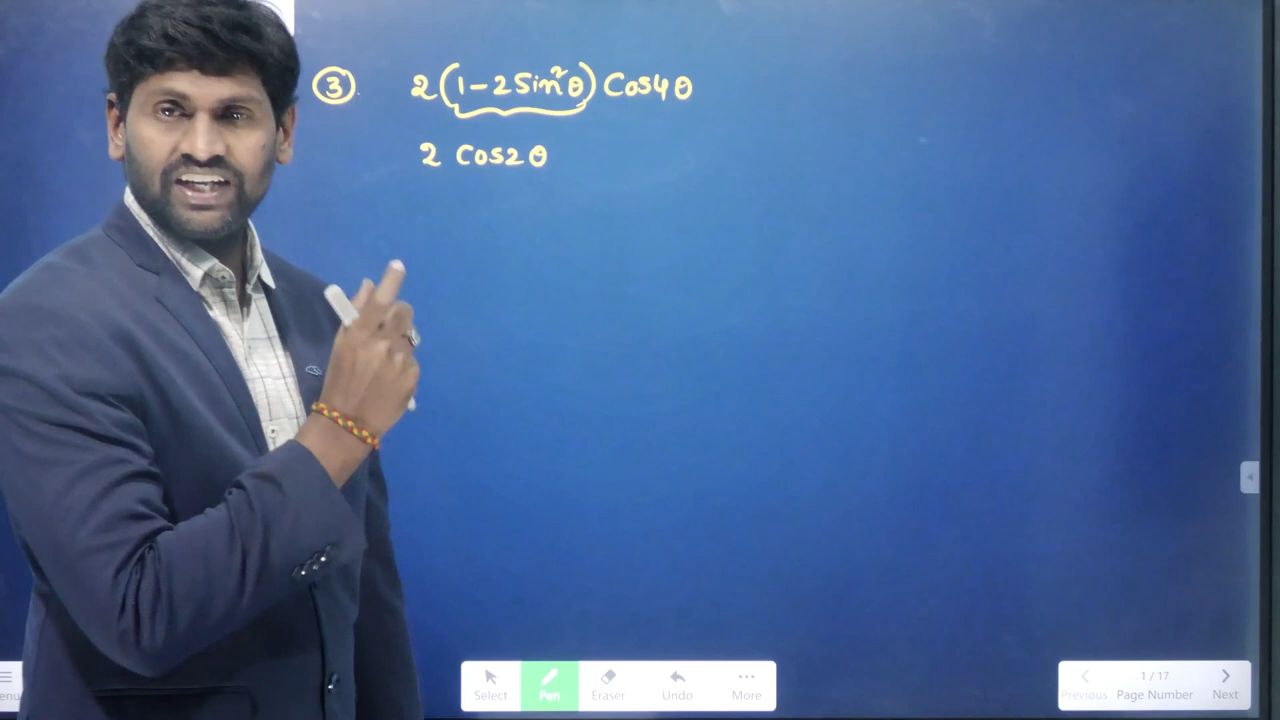 ③. 2(1-2Sin²θ) Cos4θ
2 Cos2θ
Select Pen Eraser Undo More
1 / 17
Previous Page Number Next